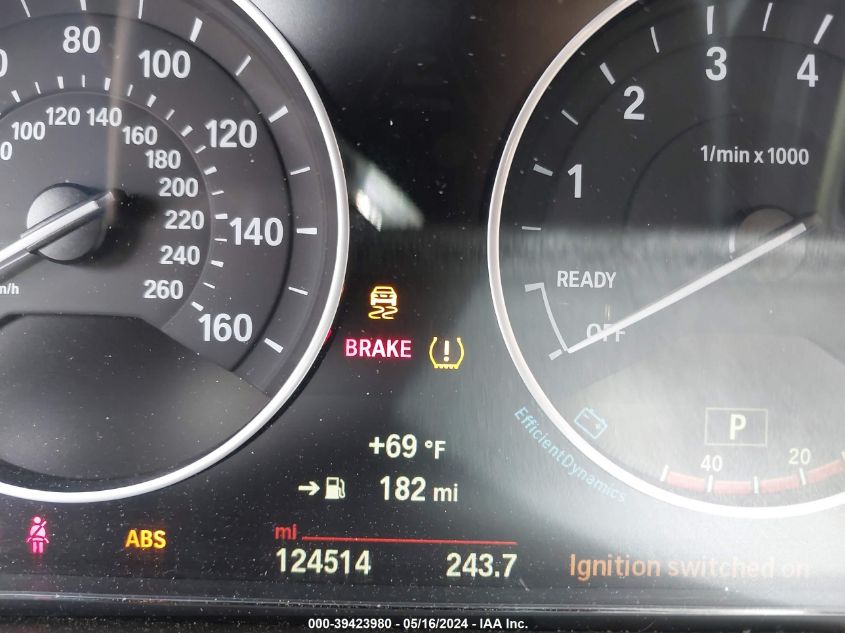 80
100
120
140
160
100 120 140
160
180
200
220
240
260
1
2
3
4
1/min x 1000
READY
OFF
BRAKE
+69 °F
182 mi
EfficientDynamics
P
40 20
ABS
mi
124514 243.7
Ignition switched on
000-39423980 - 05/16/2024 - IAA Inc.